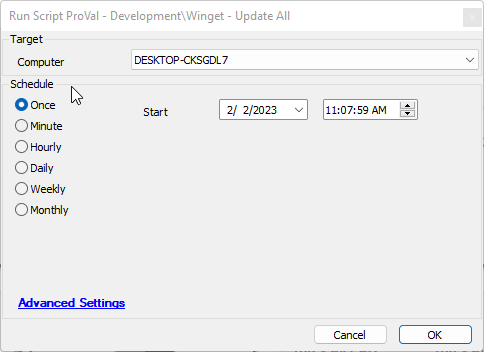 Run Script ProVal - Development\Winget - Update All
Target
Computer
DESKTOP-CKSGDL7
Schedule
Once
Start
2/ 2/2023
11:07:59 AM
Minute
Hourly
Daily
Weekly
Monthly
Advanced Settings
Cancel
OK